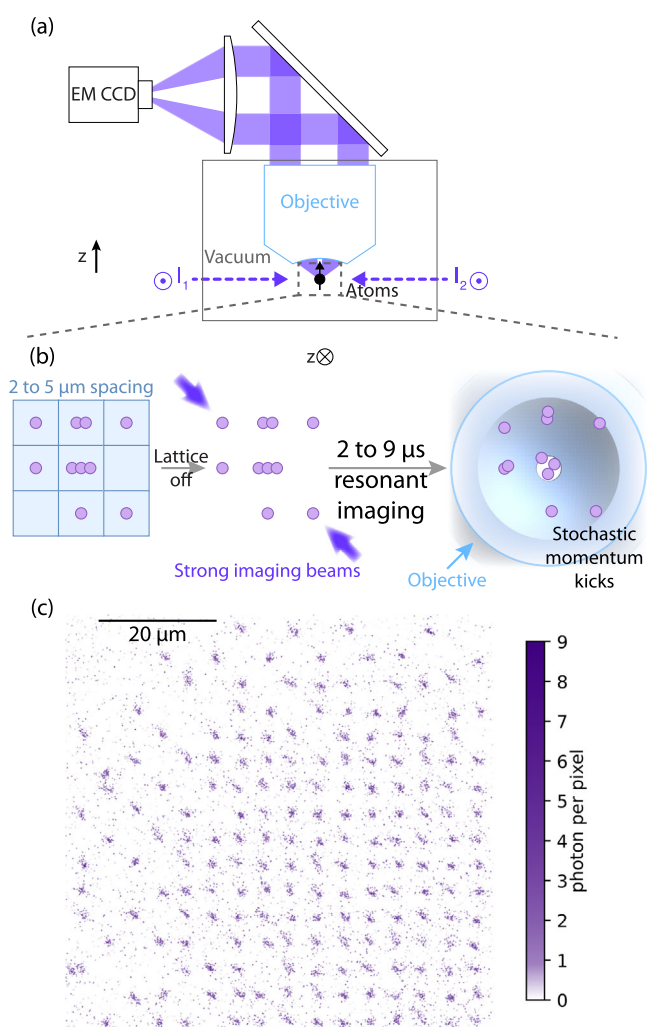 (a)
EM CCD
Objective
z
Vacuum
I1
I2
Atoms
(b)
z
2 to 5 µm spacing
Lattice
off
2 to 9 µs
resonant
imaging
Strong imaging beams
Objective
Stochastic
momentum
kicks
(c)
20 µm
9
8
7
6
5
4
3
2
1
0
photon per pixel